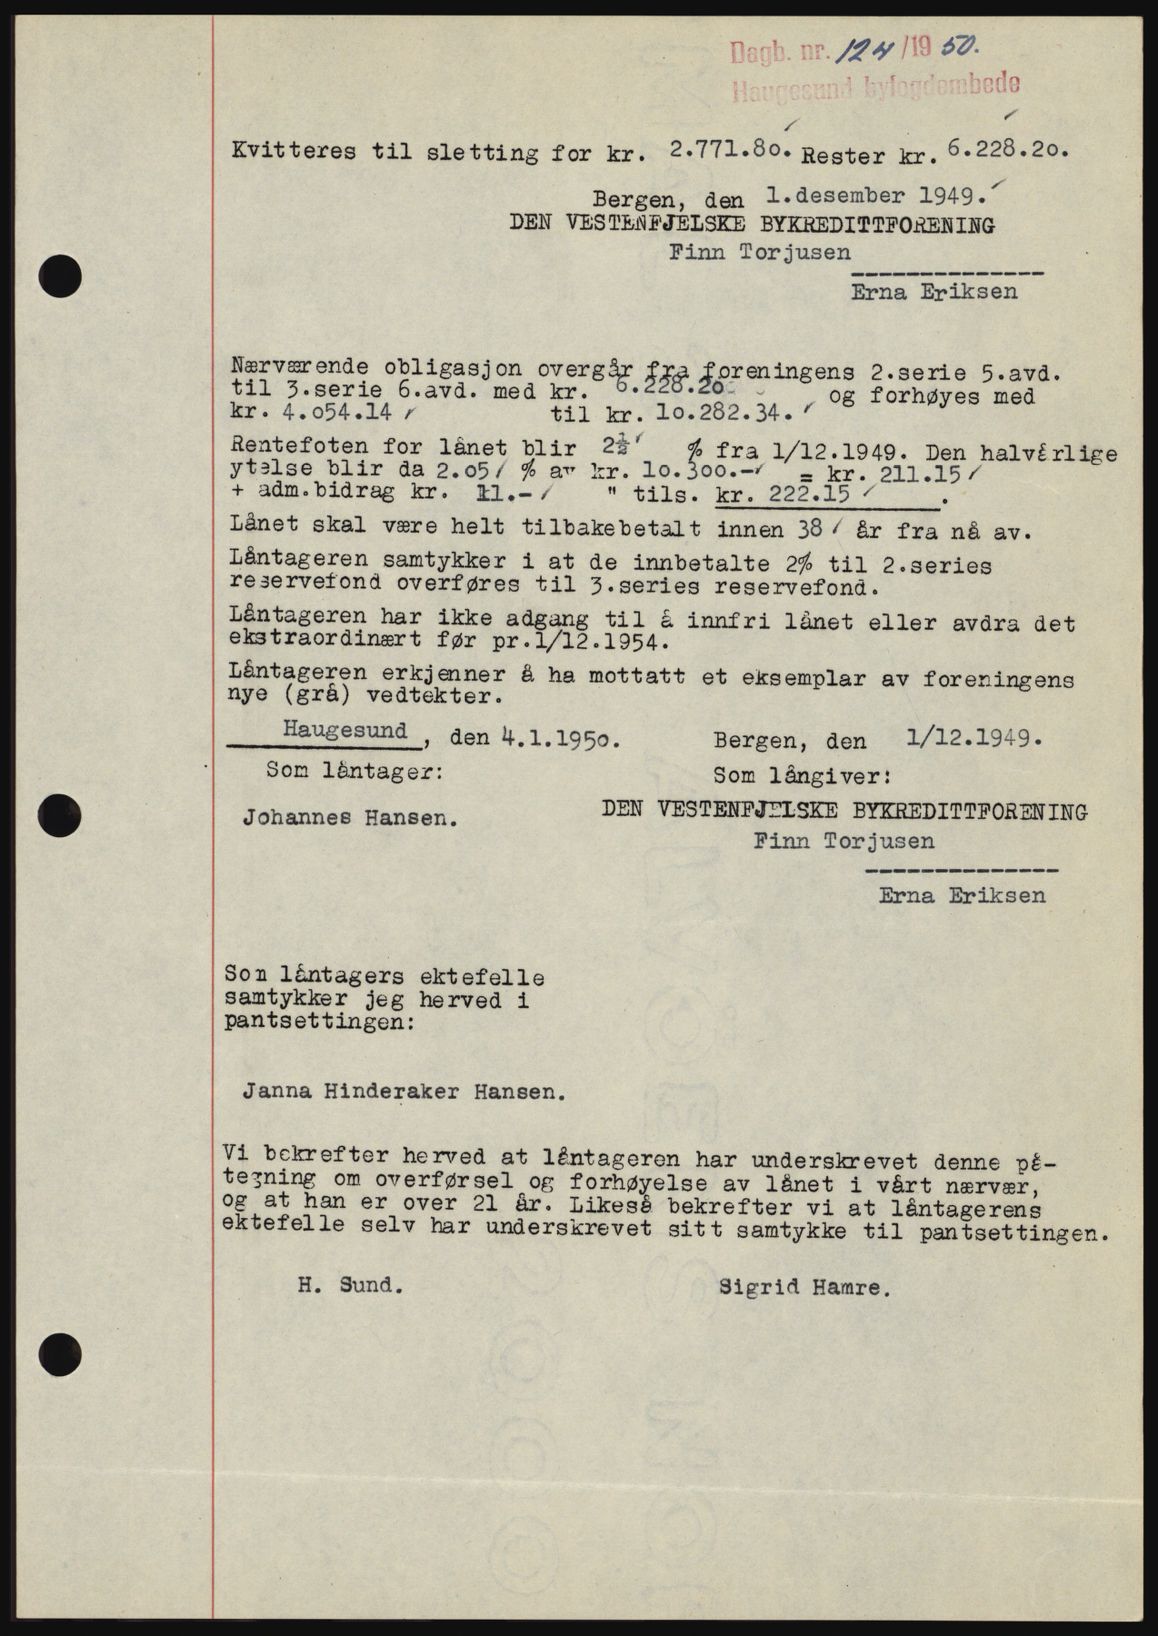 Dagb. nr. 124/19 50.
Haugesund byfogdembede
Kvitteres til sletting for kr. 2.771.80. Rester kr. 6.228.20.
Bergen, den 1.desember 1949.
DEN VESTENFJELSKE BYKREDITTFORENING
Finn Torjusen
Erna Eriksen
Nærværende obligasjon overgår fra foreningens 2.serie 5.avd.
til 3.serie 6.avd. med kr. 6.228.20 og forhøyes med
kr. 4.054.14 til kr. 10.282.34.
Rentefoten for lånet blir 2½ % fra 1/12.1949. Den halvårlige
ytelse blir da 2.05 % av kr. 10.300.- = kr. 211.15
+ adm.bidrag kr. 11.- " tils. kr. 222.15 .
Lånet skal være helt tilbakebetalt innen 38 år fra nå av.
Låntageren samtykker i at de innbetalte 2% til 2.series
reservefond overføres til 3.series reservefond.
Låntageren har ikke adgang til å innfri lånet eller avdra det
ekstraordinært før pr.1/12.1954.
Låntageren erkjenner å ha mottatt et eksemplar av foreningens
nye (grå) vedtekter.
Haugesund, den 4.1.1950. Bergen, den 1/12.1949.
Som låntager: Som långiver:
Johannes Hansen. DEN VESTENFJELSKE BYKREDITTFORENING
Finn Torjusen
Erna Eriksen
Som låntagers ektefelle
samtykker jeg herved i
pantsettingen:
Janna Hinderaker Hansen.
Vi bekrefter herved at låntageren har underskrevet denne på-
tegning om overførsel og forhøyelse av lånet i vårt nærvær,
og at han er over 21 år. Likeså bekrefter vi at låntagerens
ektefelle selv har underskrevet sitt samtykke til pantsettingen.
H. Sund. Sigrid Hamre.